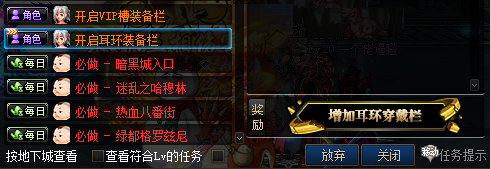 角色 开启VIP槽装备栏
角色 开启耳环装备栏
每日 必做 - 暗黑城入口
每日 必做 - 迷乱之哈穆林
每日 必做 - 热血八番街
每日 必做 - 绿都格罗兹尼
按地下城查看 查看符合Lv的任务
奖励
增加耳环穿戴栏
放弃 关闭 任务提示